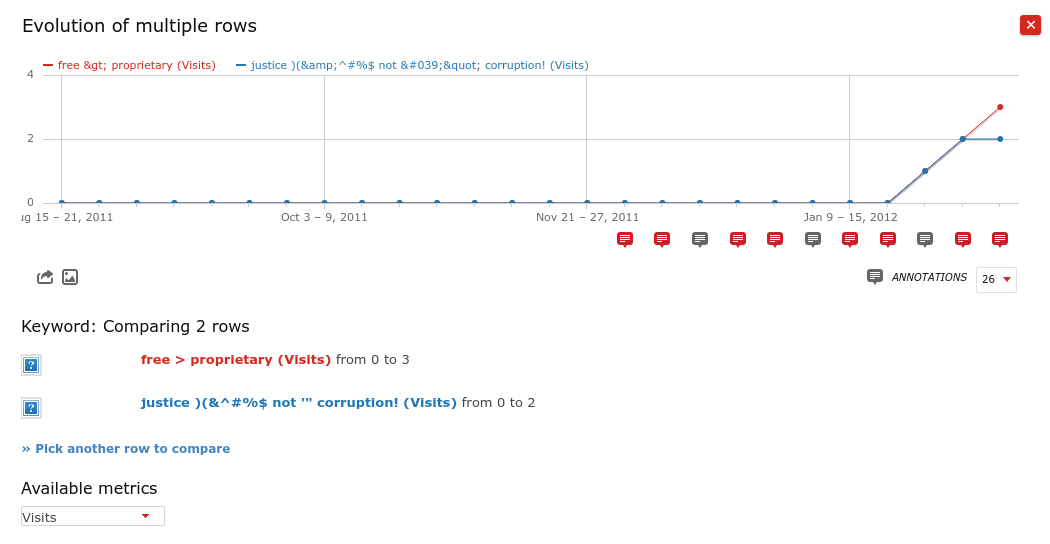 Evolution of multiple rows
free &gt; proprietary (Visits) justice )(&amp;^#%$ not &#039;&quot; corruption! (Visits)
4
2
0
ug 15 – 21, 2011 Oct 3 – 9, 2011 Nov 21 – 27, 2011 Jan 9 – 15, 2012
ANNOTATIONS 26
Keyword: Comparing 2 rows
? free > proprietary (Visits) from 0 to 3
? justice )(&^#%$ not '" corruption! (Visits) from 0 to 2
» Pick another row to compare
Available metrics
Visits